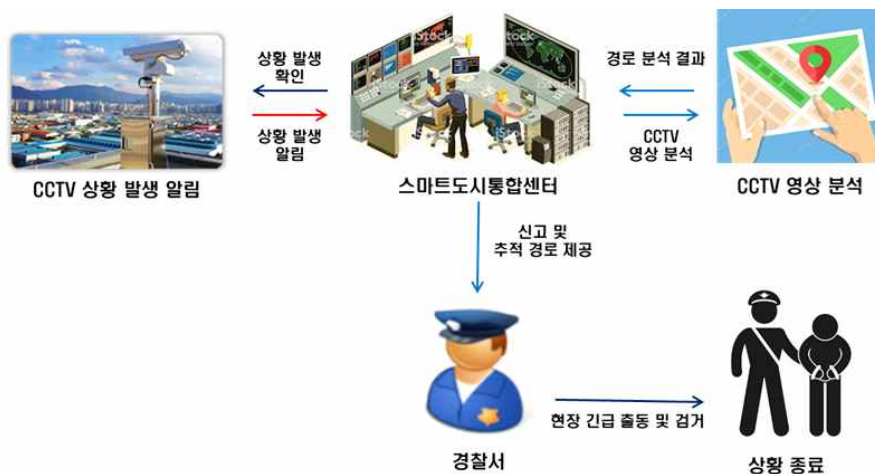 상황 발생
확인
상황 발생
알림
CCTV 상황 발생 알림
iStock
iStock
iStock
스마트도시통합센터
경로 분석 결과
CCTV
영상 분석
CCTV 영상 분석
신고 및
추적 경로 제공
경찰서
현장 긴급 출동 및 검거
상황 종료